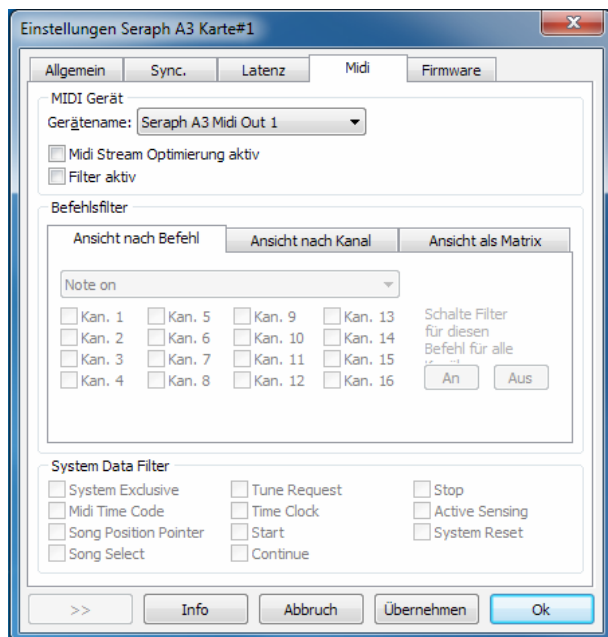 Einstellungen Seraph A3 Karte#1
Allgemein Sync. Latenz Midi Firmware
MIDI Gerät
Gerätename: Seraph A3 Midi Out 1
Midi Stream Optimierung aktiv
Filter aktiv
Befehlsfilter
Ansicht nach Befehl Ansicht nach Kanal Ansicht als Matrix
Note on
Kan. 1 Kan. 5 Kan. 9 Kan. 13
Kan. 2 Kan. 6 Kan. 10 Kan. 14
Kan. 3 Kan. 7 Kan. 11 Kan. 15
Kan. 4 Kan. 8 Kan. 12 Kan. 16
Schalte Filter
für diesen
Befehl für alle
An Aus
System Data Filter
System Exclusive Tune Request Stop
Midi Time Code Time Clock Active Sensing
Song Position Pointer Start System Reset
Song Select Continue
>> Info Abbruch Übernehmen Ok